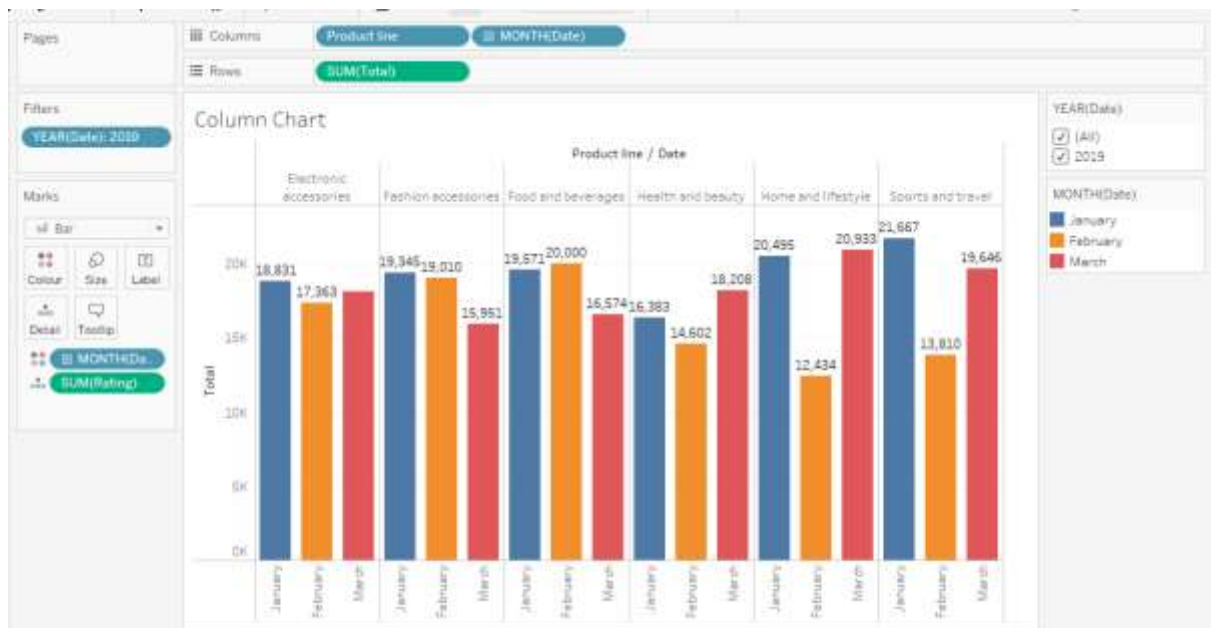 Pages
Columns
Product line
MONTH(Date)
Rows
SUM(Total)
Filters
YEAR(Date): 2019
Marks
Bar
Colour Size Label
Detail Tooltip
MONTH(Da..
SUM(Rating)
Column Chart
Product line / Date
Electronic
accessories Fashion accessories Food and beverages Health and beauty Home and lifestyle Sports and travel
Total
20K
15K
10K
5K
0K
18,831 17,363
19,345 19,010 15,951
19,571 20,000 16,574
16,383 14,602 18,208
20,495 12,434 20,933
21,667 13,810 19,646
January February March January February March January February March January February March January February March January February March
YEAR(Date)
(All)
2019
MONTH(Date)
January
February
March